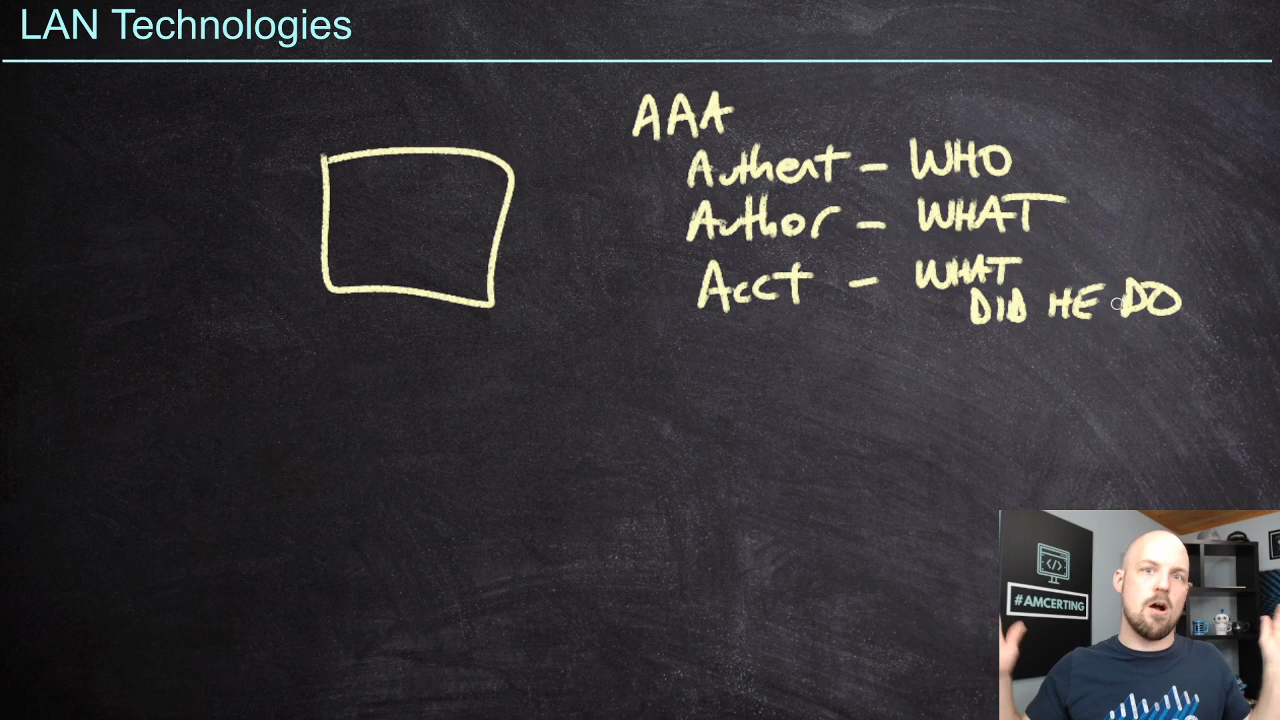 LAN Technologies
AAA
Authent - WHO
Author - WHAT
Acct - WHAT
DID HE DO
</>
#AMCERTING